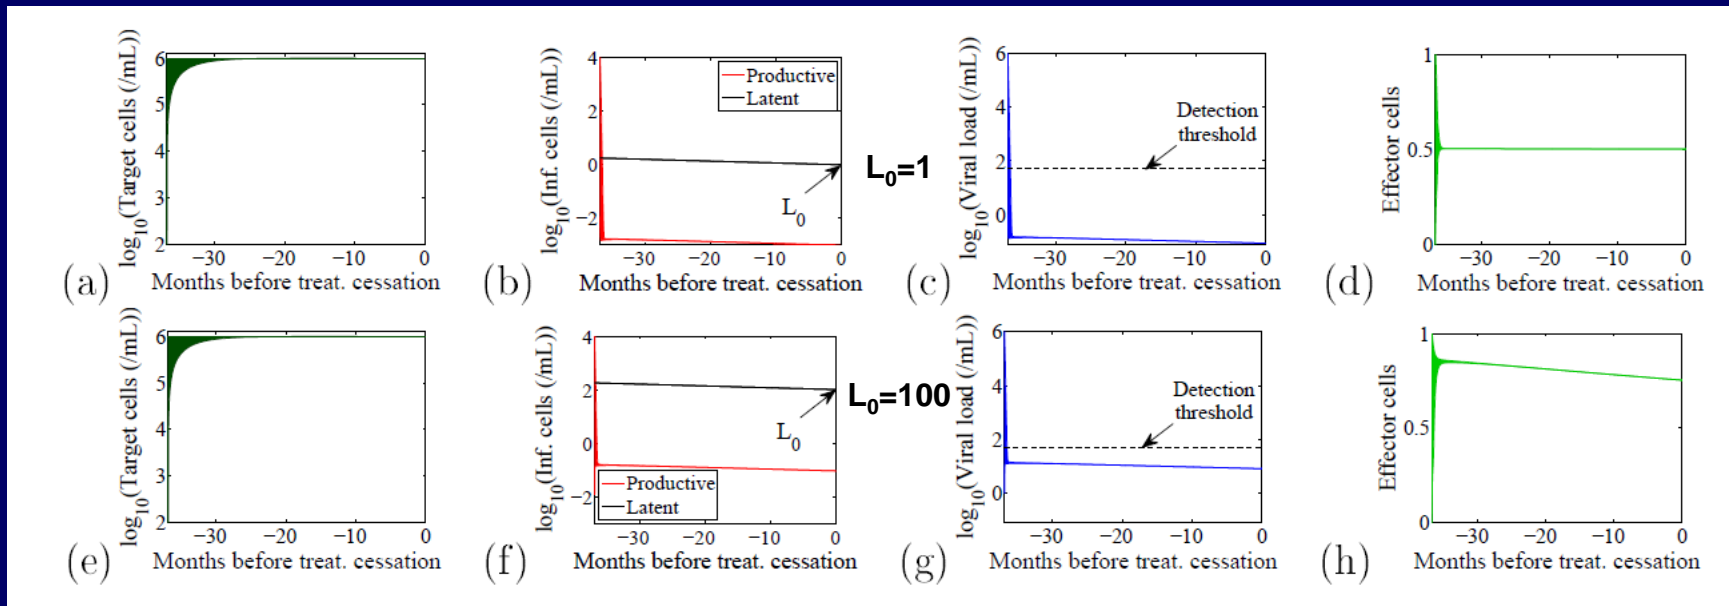 log10(Target cells (/mL))
6
5
4
3
2
−30
−20
−10
0
Months before treat. cessation
(a)
log10(Inf. cells (/mL))
4
2
0
−2
Productive
Latent
L0
−30
−20
−10
0
Months before treat. cessation
(b)
L0=1
log10(Viral load (/mL))
6
4
2
0
Detection
threshold
−30
−20
−10
0
Months before treat. cessation
(c)
Effector cells
1
0.5
0
−30
−20
−10
0
Months before treat. cessation
(d)
log10(Target cells (/mL))
6
5
4
3
2
−30
−20
−10
0
Months before treat. cessation
(e)
log10(Inf. cells (/mL))
4
2
0
−2
L0
Productive
Latent
−30
−20
−10
0
Months before treat. cessation
(f)
L0=100
log10(Viral load (/mL))
6
4
2
0
Detection
threshold
−30
−20
−10
0
Months before treat. cessation
(g)
Effector cells
1
0.5
0
−30
−20
−10
0
Months before treat. cessation
(h)